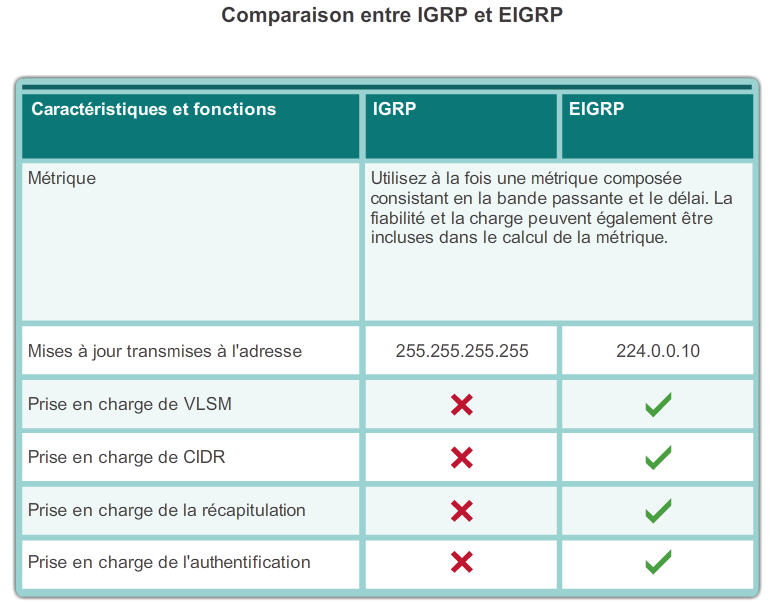 Comparaison entre IGRP et EIGRP
Caractéristiques et fonctions IGRP EIGRP
Métrique
Utilisez à la fois une métrique composée
consistant en la bande passante et le délai. La
fiabilité et la charge peuvent également être
incluses dans le calcul de la métrique.
Mises à jour transmises à l'adresse 255.255.255.255 224.0.0.10
Prise en charge de VLSM
Prise en charge de CIDR
Prise en charge de la récapitulation
Prise en charge de l'authentification